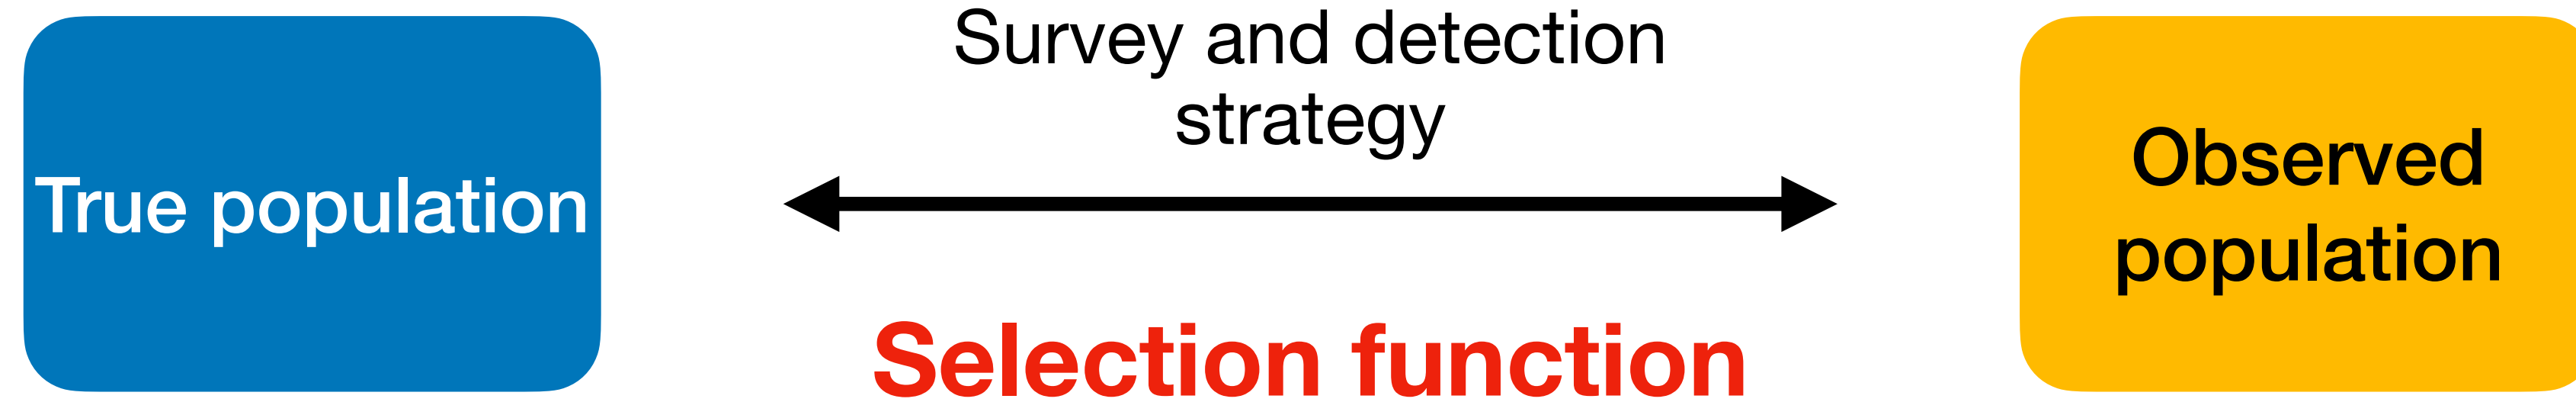 True population
Survey and detection
strategy
Selection function
Observed
population